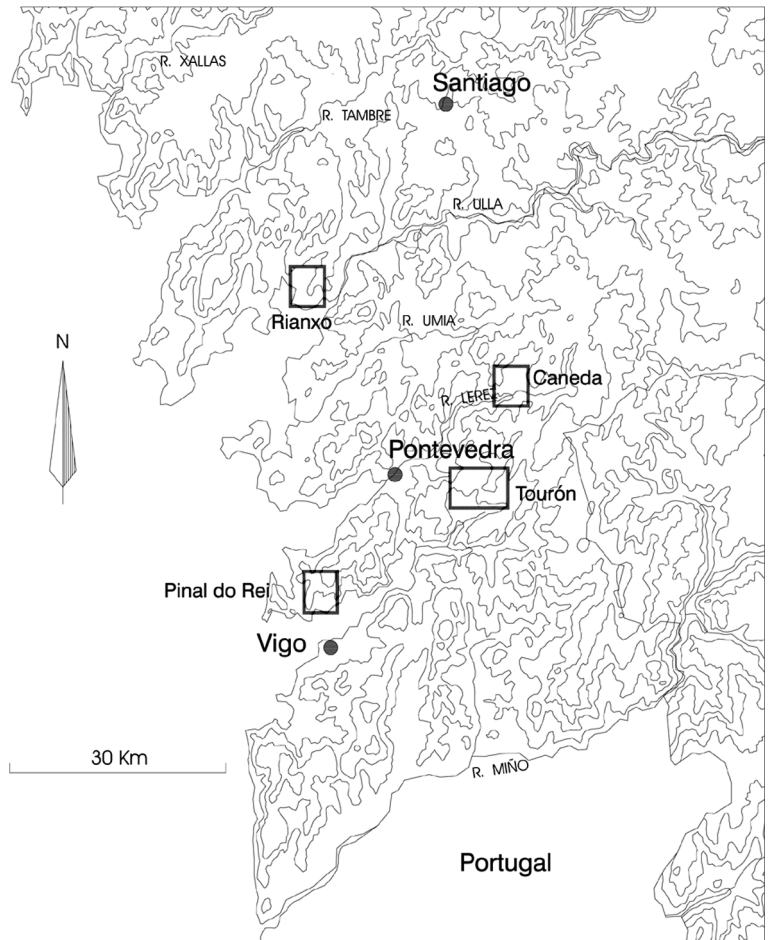 R. XALLAS
Santiago
R. TAMBRE
R. ULLA
Rianxo
R. UMIA
N
Caneda
R. LEREZ
Pontevedra
Tourón
Pinal do Rei
Vigo
30 Km
R. MIÑO
Portugal